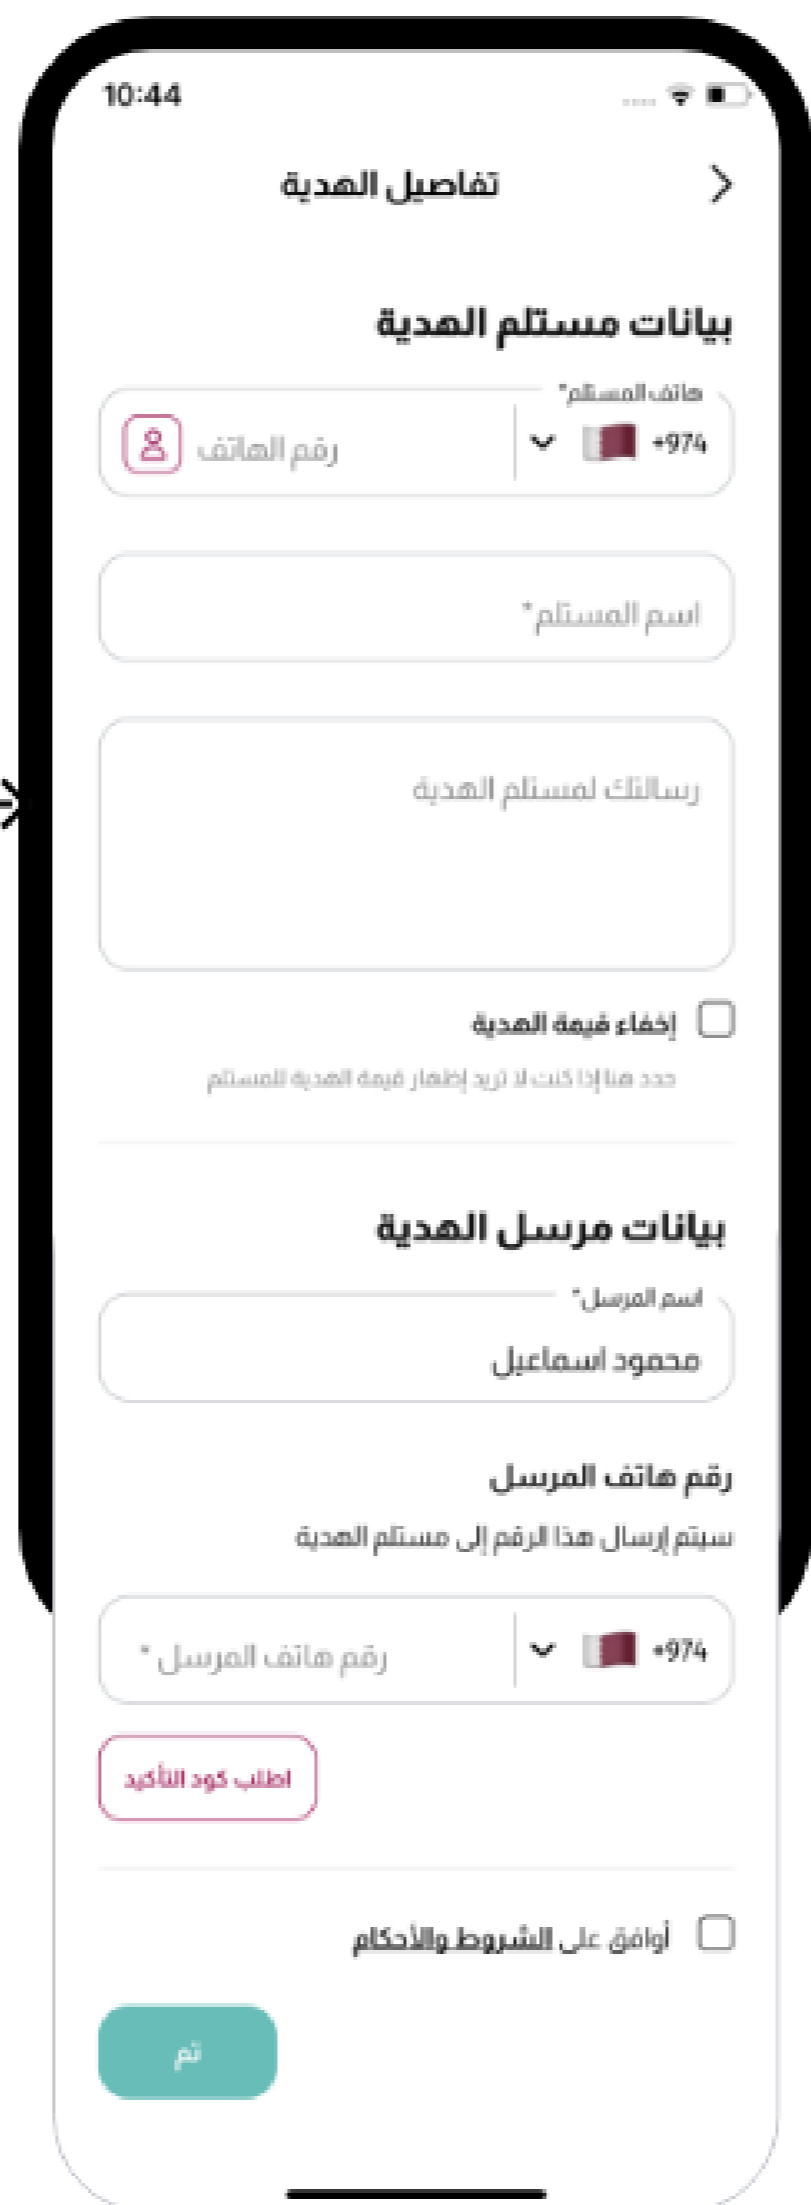 10:44
تفاصيل الهدية
بيانات مستلم الهدية
هاتف المستلم*
+974
رقم الهاتف
اسم المستلم*
رسالتك لمستلم الهدية
إخفاء قيمة الهدية
حدد هنا إذا كنت لا تريد إظهار قيمة الهدية للمستلم
بيانات مرسل الهدية
اسم المرسل*
محمود اسماعيل
رقم هاتف المرسل
سيتم إرسال هذا الرقم إلى مستلم الهدية
+974
رقم هاتف المرسل *
اطلب كود التأكيد
أوافق على الشروط والأحكام
تم